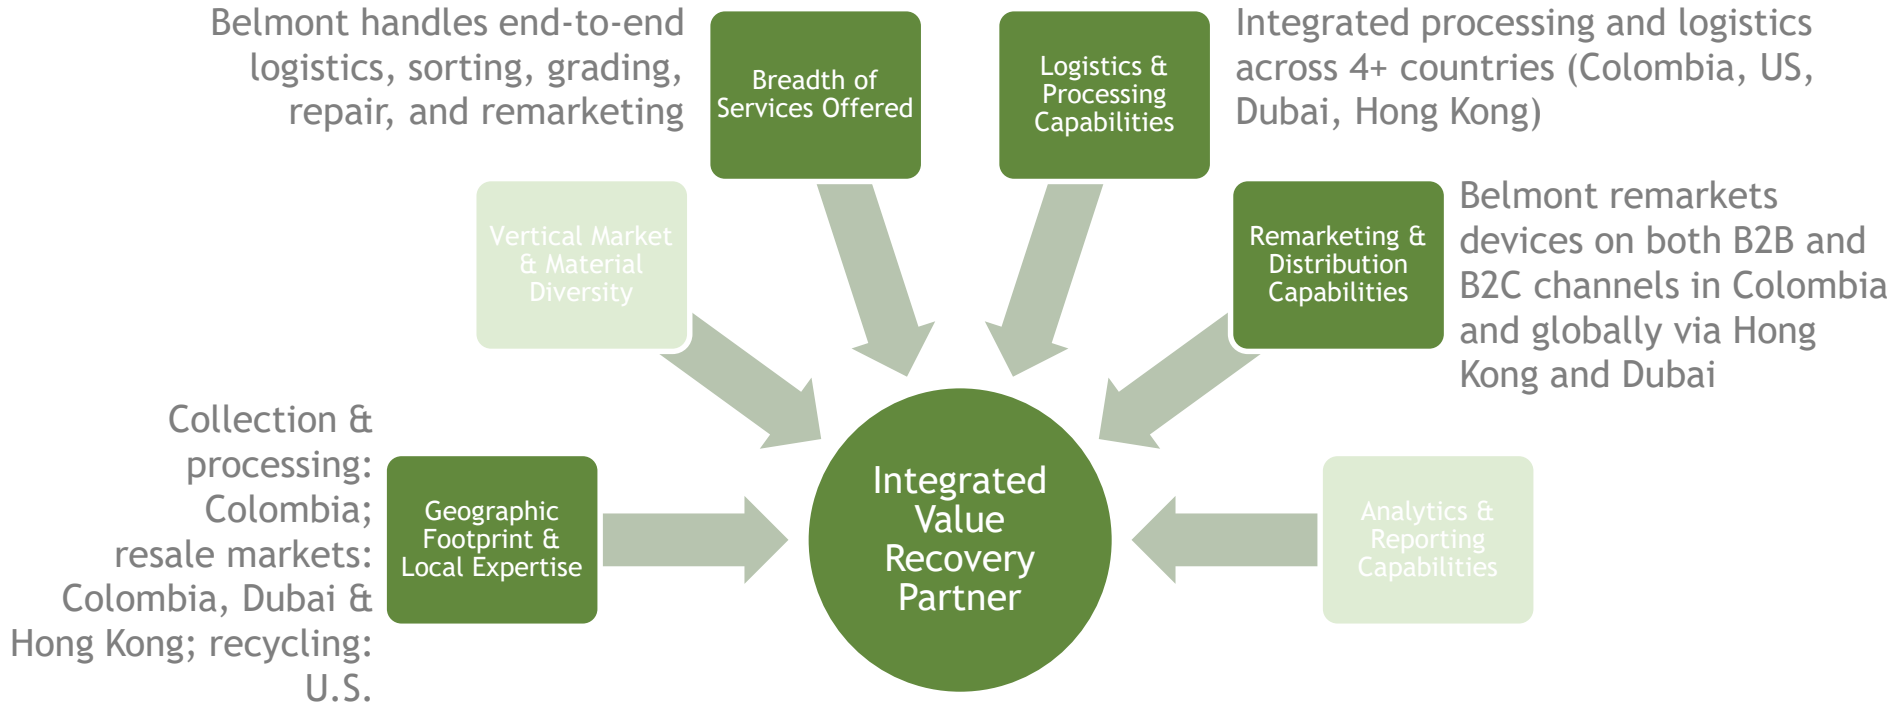 Belmont handles end-to-end
logistics, sorting, grading,
repair, and remarketing
Breadth of
Services Offered
Logistics &
Processing
Capabilities
Integrated processing and logistics
across 4+ countries (Colombia, US,
Dubai, Hong Kong)
Vertical Market
& Material
Diversity
Remarketing &
Distribution
Capabilities
Belmont remarkets
devices on both B2B and
B2C channels in Colombia
and globally via Hong
Kong and Dubai
Collection &
processing:
Colombia;
resale markets:
Colombia, Dubai &
Hong Kong; recycling:
U.S.
Geographic
Footprint &
Local Expertise
Integrated
Value
Recovery
Partner
Analytics &
Reporting
Capabilities